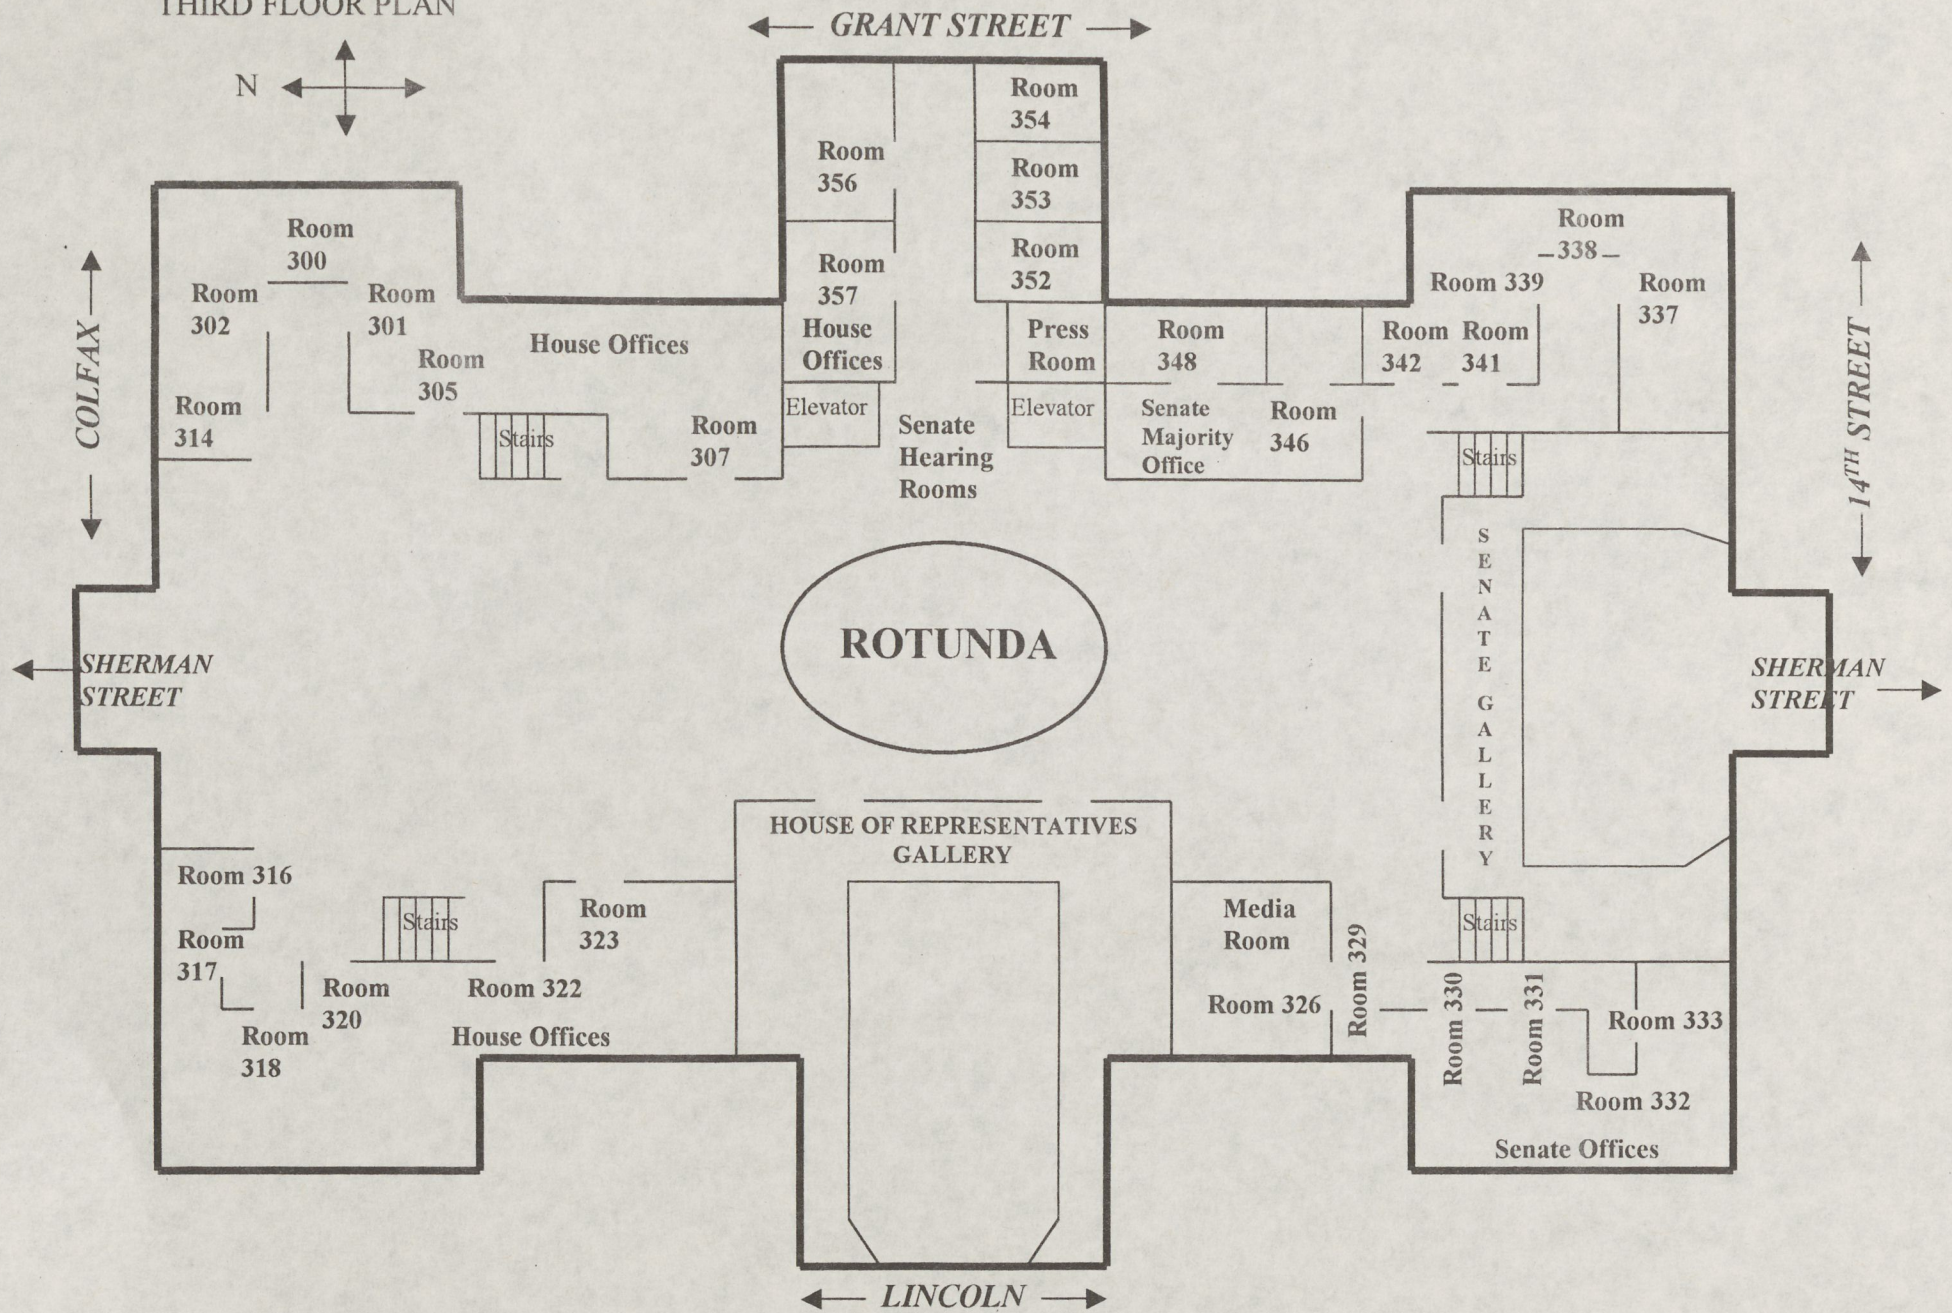 THIRD FLOOR PLAN
N
GRANT STREET
Room
354
Room
356
Room
353
Room
352
Room
357
House
Offices
Press
Room
Room
300
Room
302
Room
301
Room
305
House Offices
Room
314
Stairs
Room
307
Elevator
Elevator
Senate
Hearing
Rooms
Room
348
Senate
Majority
Office
Room
346
Room
342
Room
341
Room 339
Room
338
Room
337
Stairs
COLFAX
14TH STREET
SHERMAN
STREET
ROTUNDA
SENATE GALLERY
SHERMAN
STREET
HOUSE OF REPRESENTATIVES
GALLERY
Room 316
Room
317
Room
318
Stairs
Room
320
Room 322
Room
323
House Offices
Media
Room
Room 326
Room 329
Stairs
Room 330
Room 331
Room 333
Room 332
Senate Offices
LINCOLN